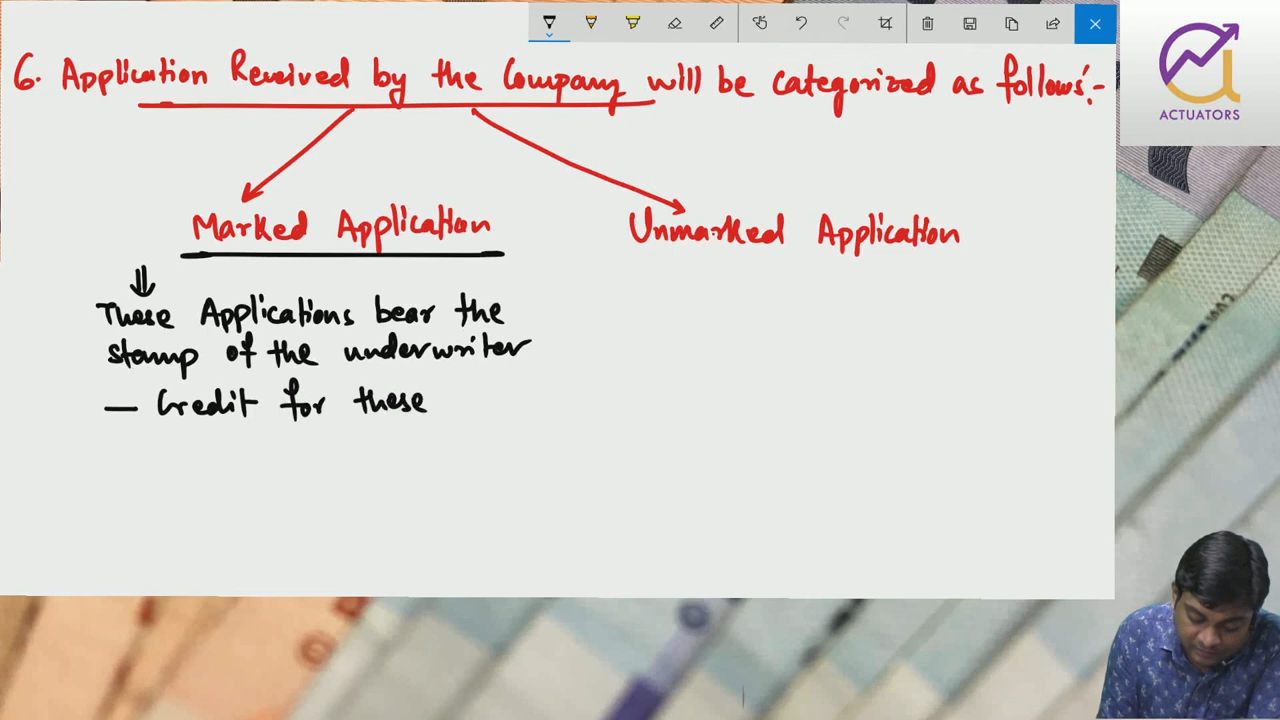 6. Application Received by the Company will be categorized as follows:-
ACTUATORS
Marked Application
Unmarked Application
These Applications bear the
stamp of the underwriter
— Credit for these